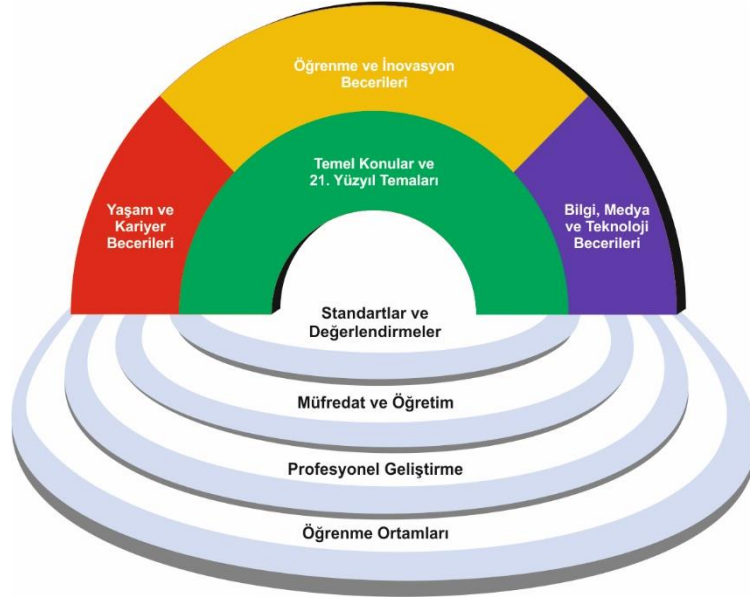 Öğrenme ve İnovasyon
Becerileri
Temel Konular ve
21. Yüzyıl Temaları
Yaşam ve
Kariyer
Becerileri
Bilgi, Medya
ve Teknoloji
Becerileri
Standartlar ve
Değerlendirmeler
Müfredat ve Öğretim
Profesyonel Geliştirme
Öğrenme Ortamları